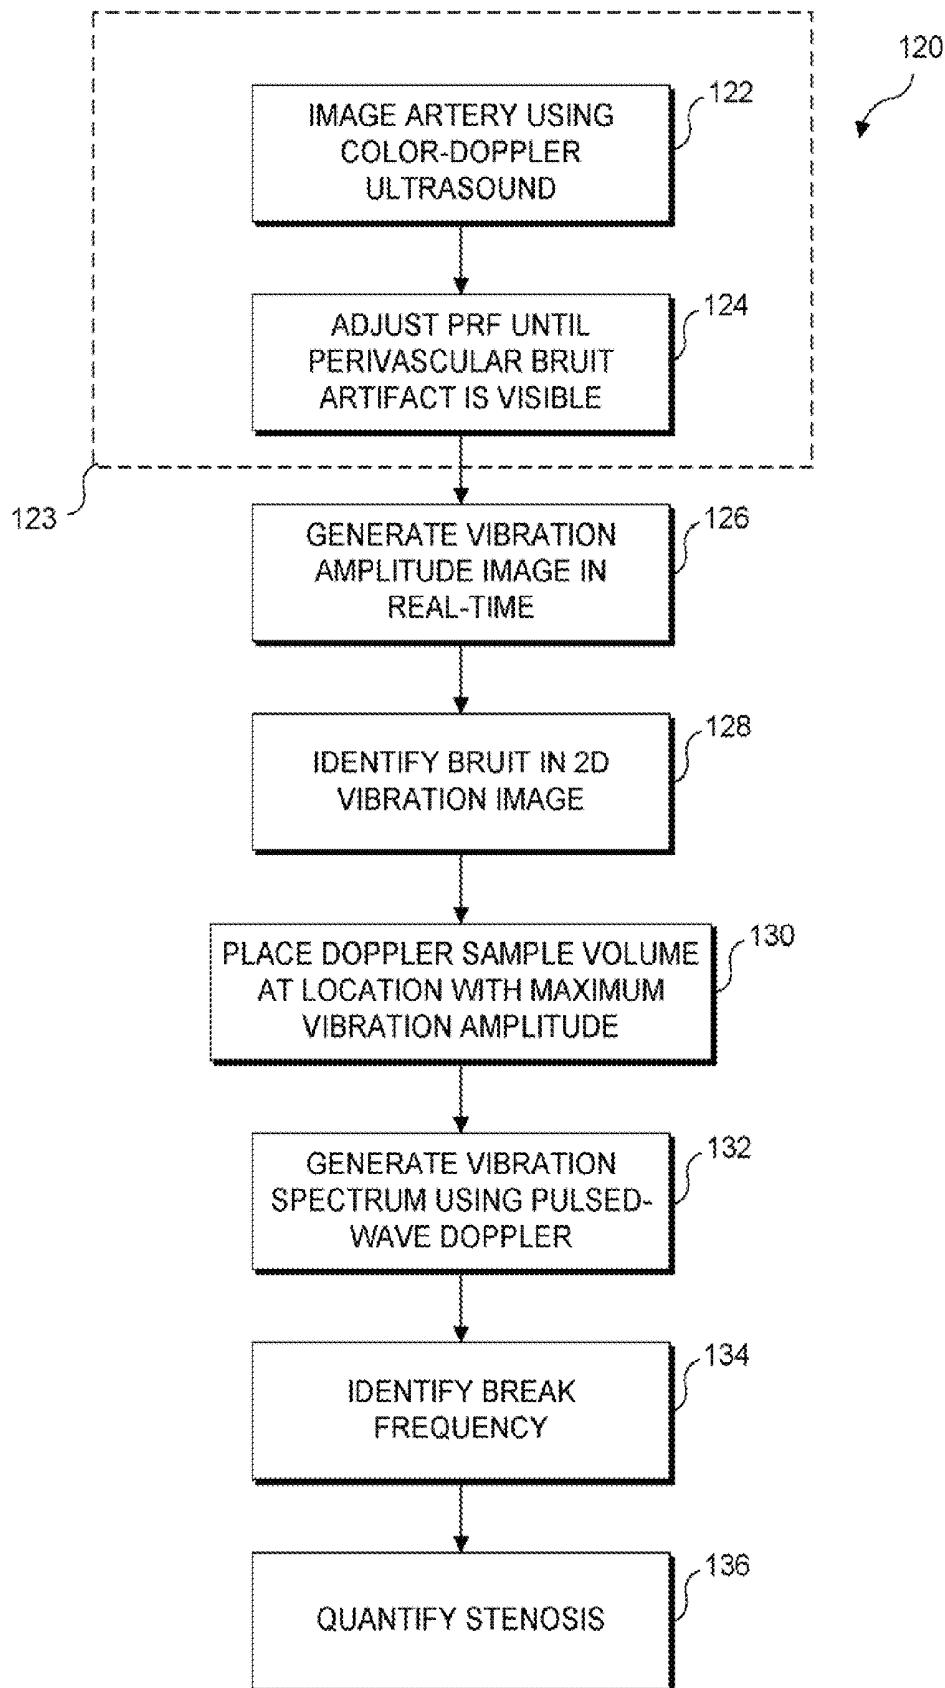 120
122
IMAGE ARTERY USING
COLOR-DOPPLER
ULTRASOUND
124
ADJUST PRF UNTIL
PERIVASCULAR BRUIT
ARTIFACT IS VISIBLE
123
126
GENERATE VIBRATION
AMPLITUDE IMAGE IN
REAL-TIME
128
IDENTIFY BRUIT IN 2D
VIBRATION IMAGE
130
PLACE DOPPLER SAMPLE VOLUME
AT LOCATION WITH MAXIMUM
VIBRATION AMPLITUDE
132
GENERATE VIBRATION
SPECTRUM USING PULSED-
WAVE DOPPLER
134
IDENTIFY BREAK
FREQUENCY
136
QUANTIFY STENOSIS